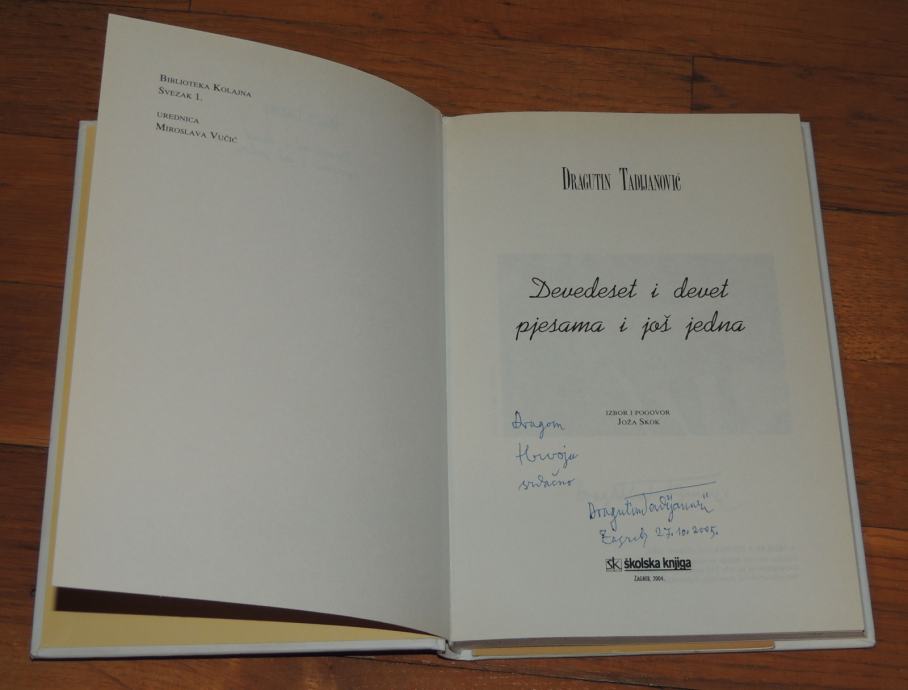 BIBLIOTEKA KOLAJNA
SVEZAK 1.
UREDNICA
MIROSLAVA VUČIĆ
DRAGUTIN TADIJANOVIĆ
Devedeset i devet
pjesama i još jedna
IZBOR I POGOVOR
JOŽA SKOK
Dragom
Hrvoju
srdačno
Dragutin Tadijanović
Zagreb 27.10.2005.
sk školska knjiga
ZAGREB, 2004.